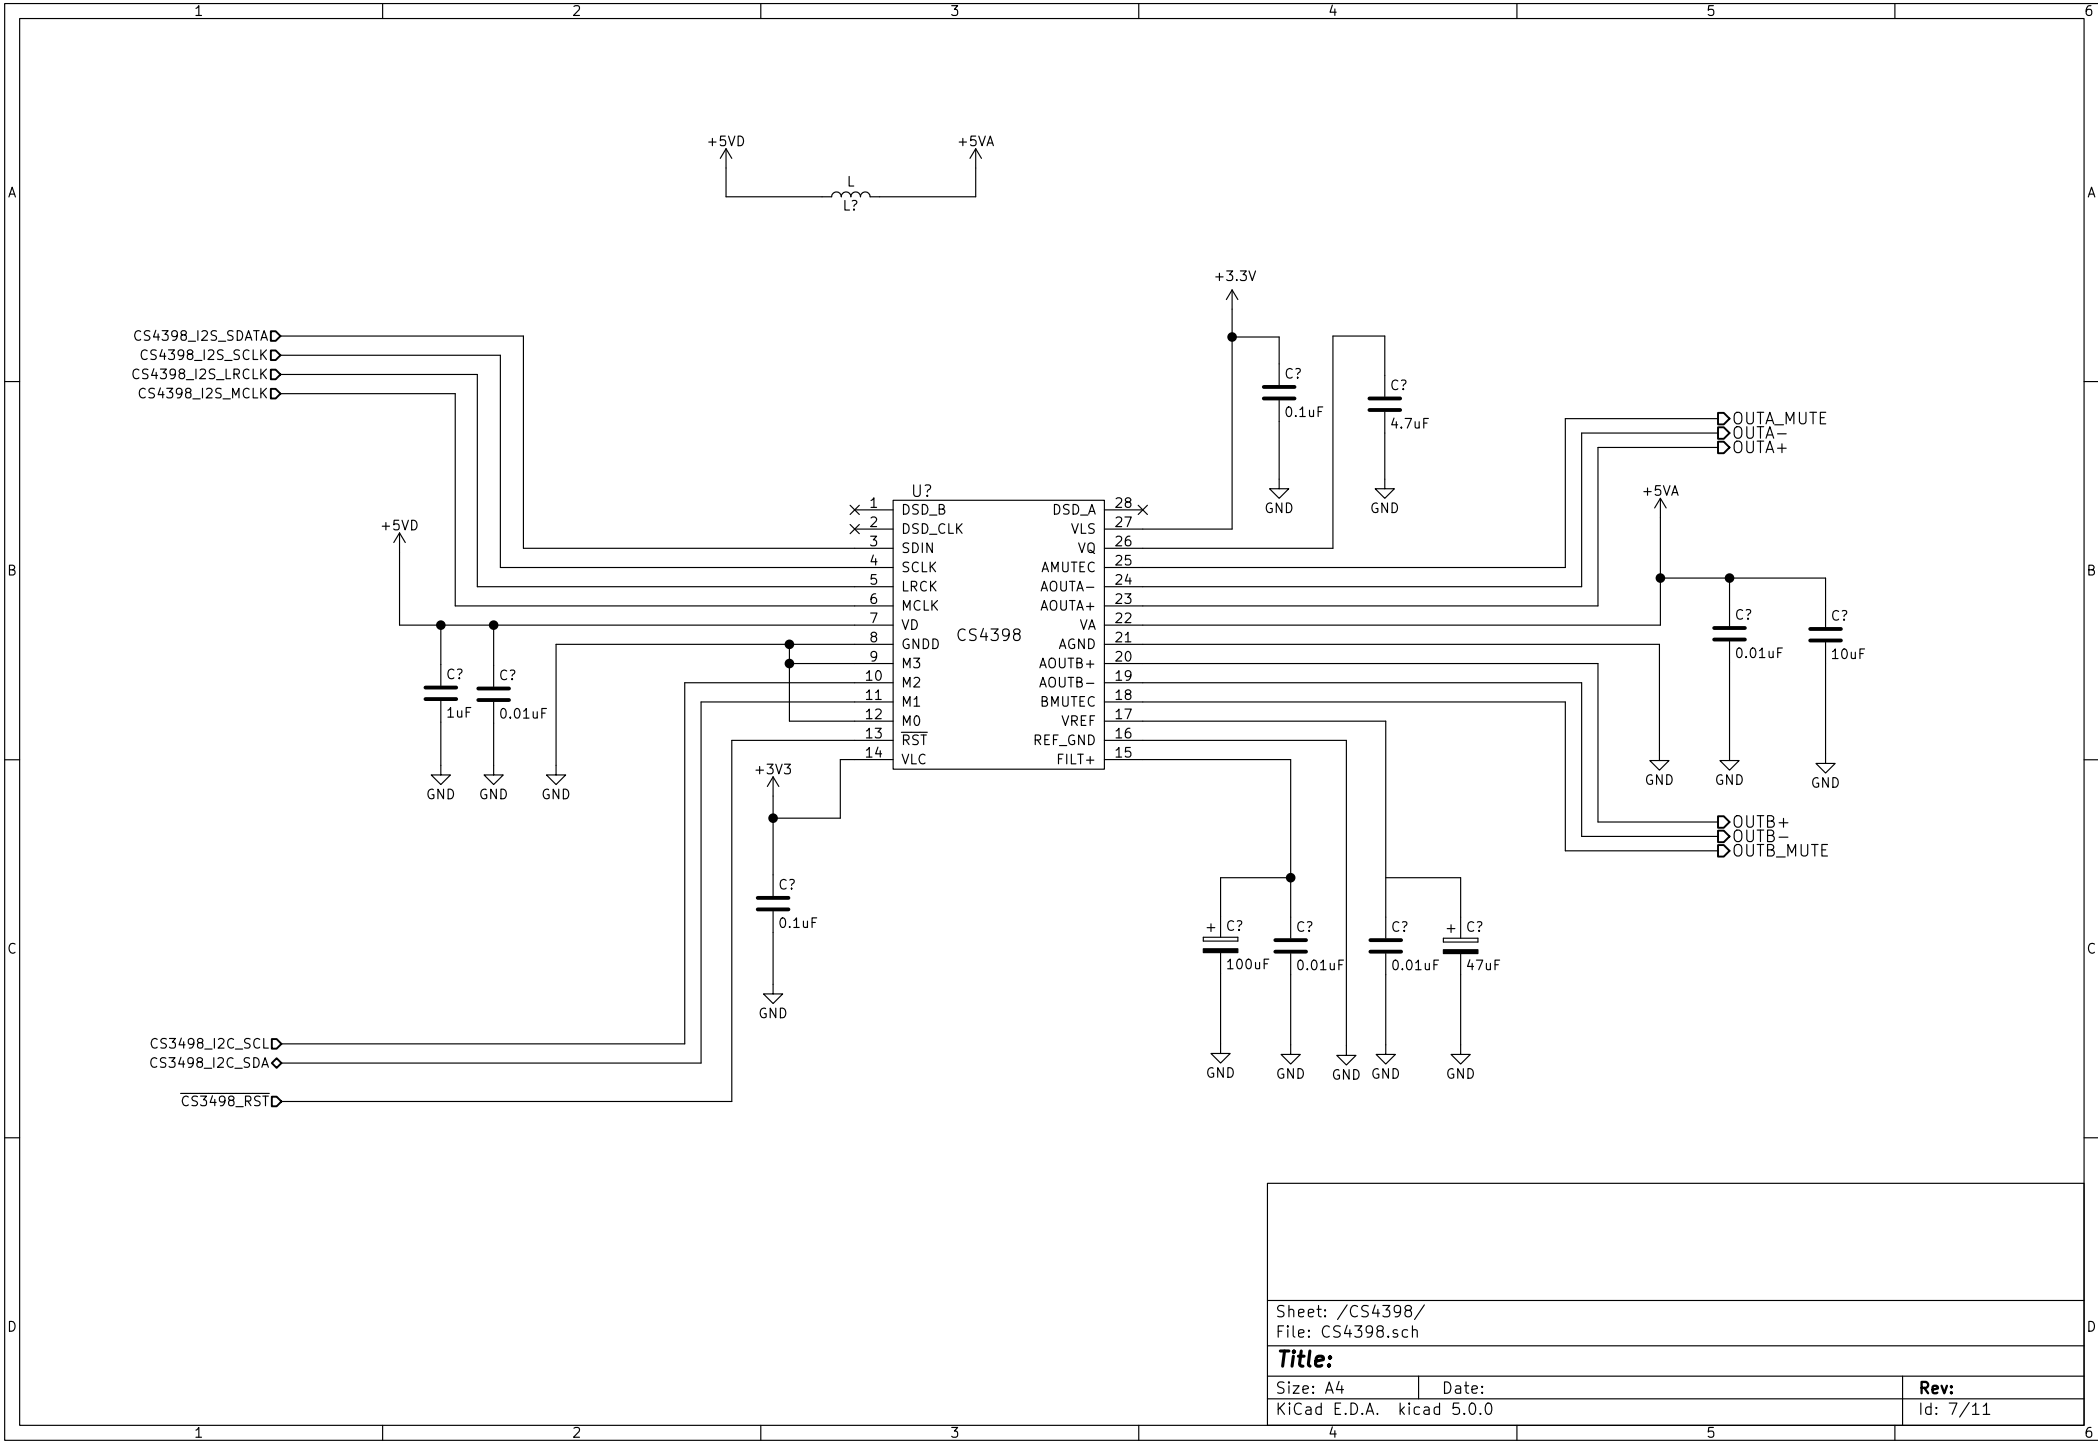 1 2 3 4 5 6
A A
B B
C C
D D
+5VD +5VA
L
L?
+3.3V
CS4398_I2S_SDATA
CS4398_I2S_SCLK
CS4398_I2S_LRCLK
CS4398_I2S_MCLK
C?
0.1uF
C?
4.7uF
GND GND
OUTA_MUTE
OUTA-
OUTA+
+5VA
+5VD
U?
CS4398
1 DSD_B
2 DSD_CLK
3 SDIN
4 SCLK
5 LRCK
6 MCLK
7 VD
8 GNDD
9 M3
10 M2
11 M1
12 M0
13 RST
14 VLC
DSD_A 28
VLS 27
VQ 26
AMUTEC 25
AOUTA- 24
AOUTA+ 23
VA 22
AGND 21
AOUTB+ 20
AOUTB- 19
BMUTEC 18
VREF 17
REF_GND 16
FILT+ 15
C?
1uF
C?
0.01uF
GND GND GND
C?
0.01uF
C?
10uF
GND GND GND
+3V3
C?
0.1uF
GND
OUTB+
OUTB-
OUTB_MUTE
+ C?
100uF
C?
0.01uF
C?
0.01uF
+ C?
47uF
GND GND GND GND GND
CS3498_I2C_SCL
CS3498_I2C_SDA
CS3498_RST
Sheet: /CS4398/
File: CS4398.sch
Title:
Size: A4 Date: Rev:
KiCad E.D.A. kicad 5.0.0 Id: 7/11
1 2 3 4 5 6